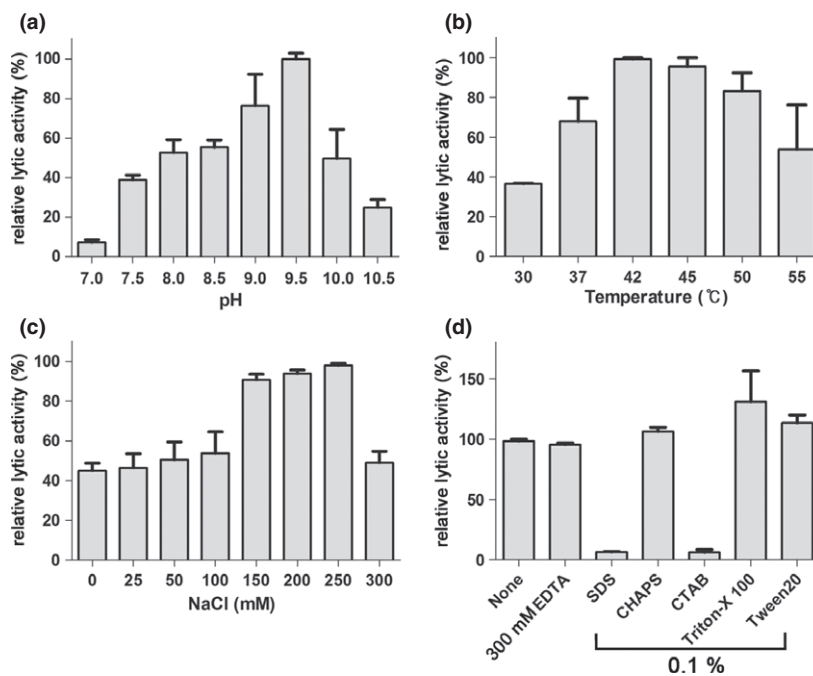 (a)
relative lytic activity (%)
100
80
60
40
20
0
7.0 7.5 8.0 8.5 9.0 9.5 10.0 10.5
pH
(b)
relative lytic activity (%)
100
80
60
40
20
0
30 37 42 45 50 55
Temperature (℃)
(c)
relative lytic activity (%)
100
80
60
40
20
0
0 25 50 100 150 200 250 300
NaCl (mM)
(d)
relative lytic activity (%)
150
100
50
0
None
300 mM EDTA
SDS
CHAPS
CTAB
Triton-X 100
Tween20
0.1 %